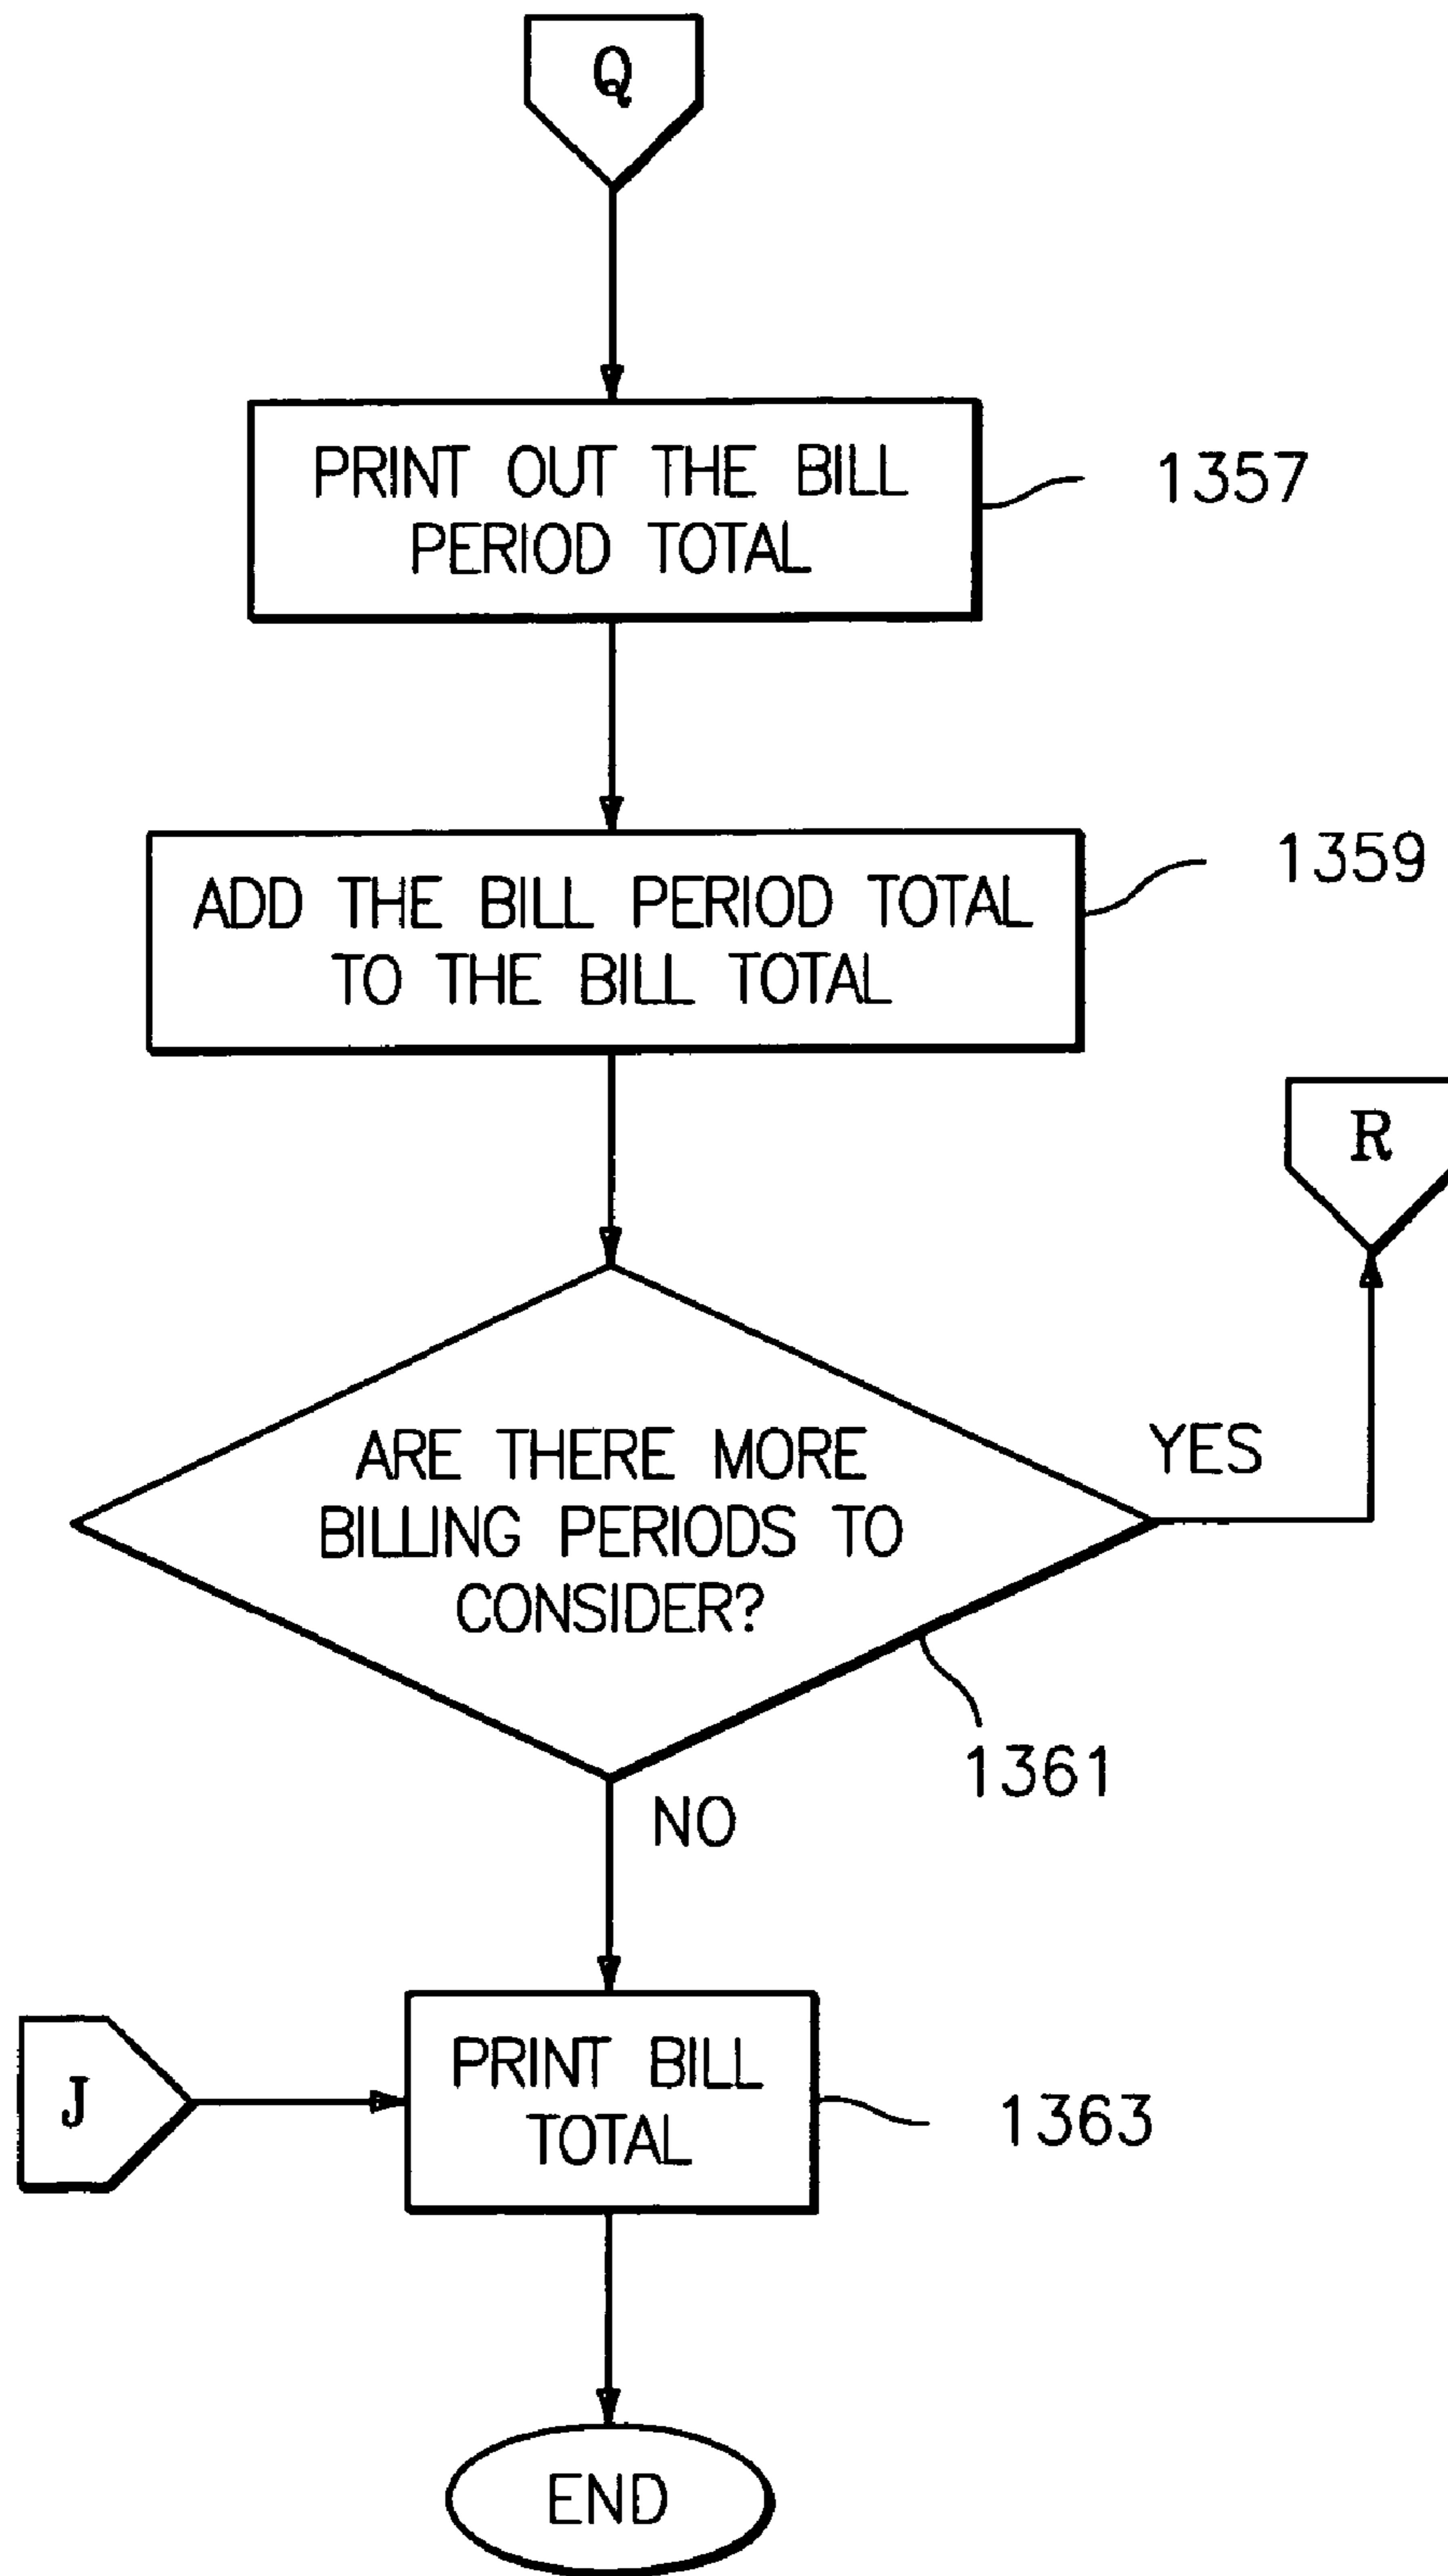 Q
PRINT OUT THE BILL
PERIOD TOTAL
1357
ADD THE BILL PERIOD TOTAL
TO THE BILL TOTAL
1359
R
ARE THERE MORE
BILLING PERIODS TO
CONSIDER?
YES
1361
NO
J
PRINT BILL
TOTAL
1363
END